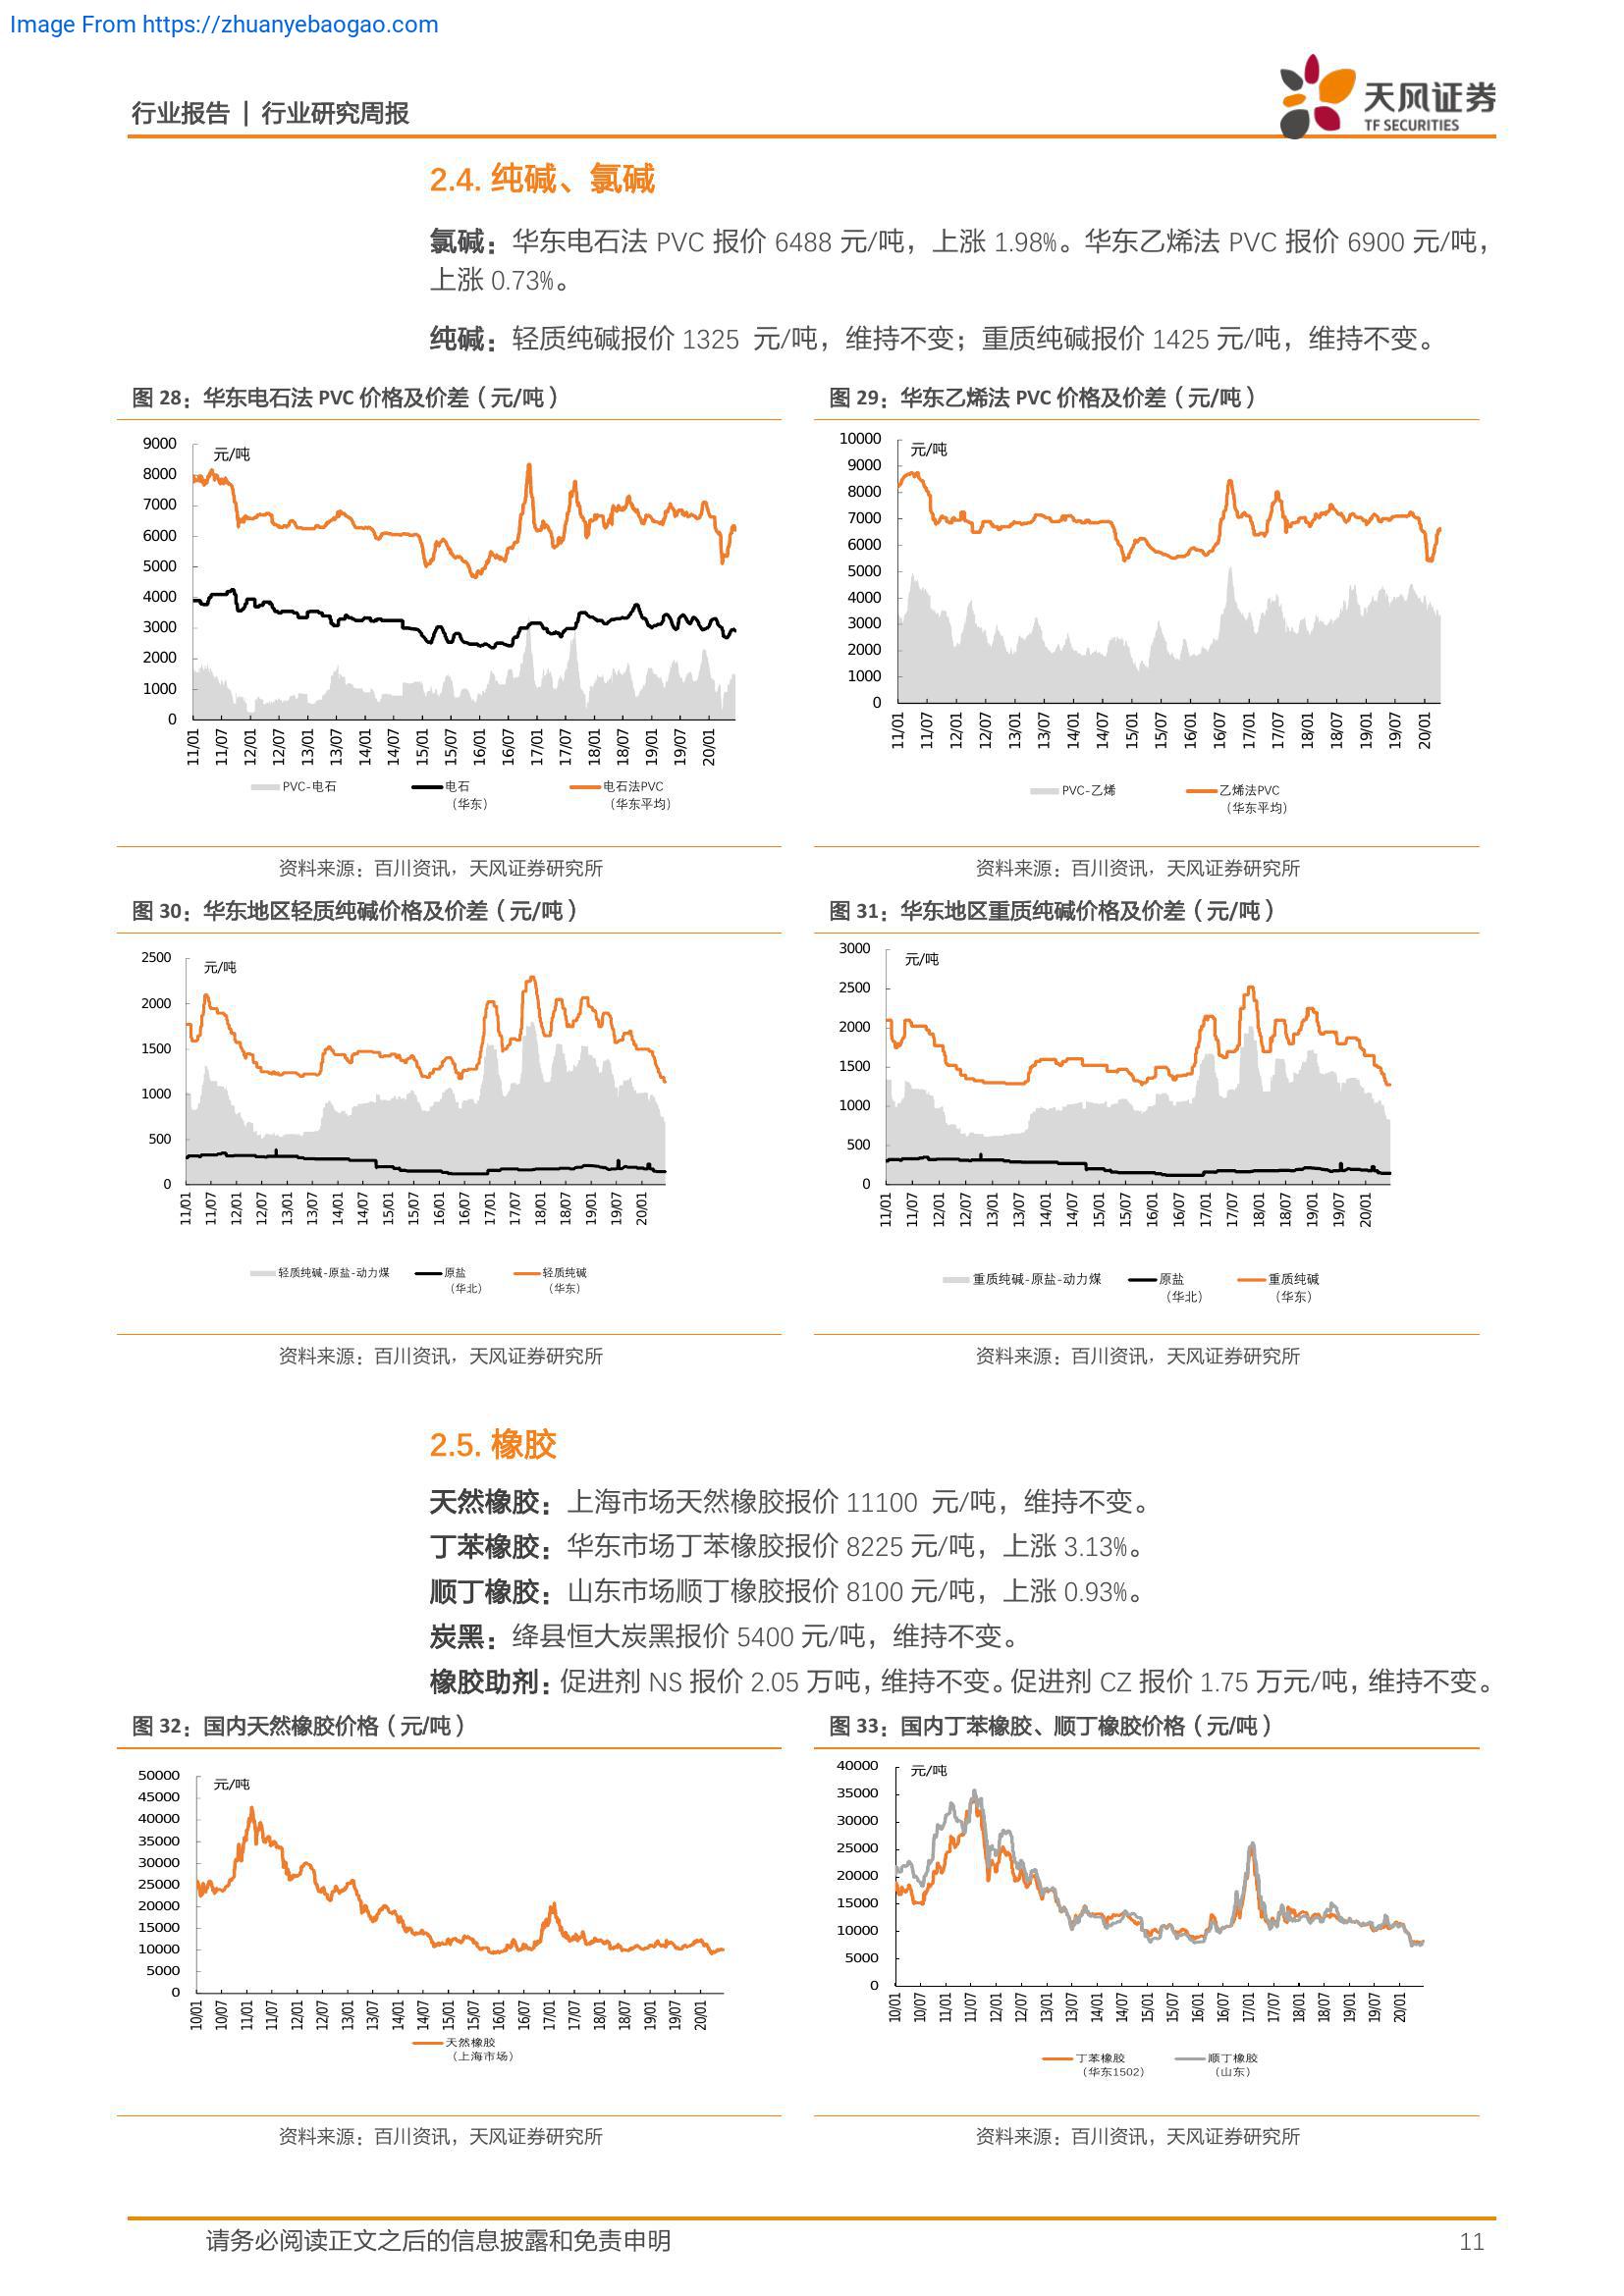 Image From https://zhuanyebaogao.com
行业报告 | 行业研究周报
天风证券
TF SECURITIES
2.4. 纯碱、氯碱
氯碱：华东电石法 PVC 报价 6488 元/吨，上涨 1.98%。华东乙烯法 PVC 报价 6900 元/吨，
上涨 0.73%。
纯碱：轻质纯碱报价 1325 元/吨，维持不变；重质纯碱报价 1425 元/吨，维持不变。
图 28：华东电石法 PVC 价格及价差（元/吨）
元/吨
9000
8000
7000
6000
5000
4000
3000
2000
1000
0
11/01 11/07 12/01 12/07 13/01 13/07 14/01 14/07 15/01 15/07 16/01 16/07 17/01 17/07 18/01 18/07 19/01 19/07 20/01
PVC-电石 电石 电石法PVC
（华东） （华东平均）
资料来源：百川资讯，天风证券研究所
图 29：华东乙烯法 PVC 价格及价差（元/吨）
元/吨
10000
9000
8000
7000
6000
5000
4000
3000
2000
1000
0
11/01 11/07 12/01 12/07 13/01 13/07 14/01 14/07 15/01 15/07 16/01 16/07 17/01 17/07 18/01 18/07 19/01 19/07 20/01
PVC-乙烯 乙烯法PVC
（华东平均）
资料来源：百川资讯，天风证券研究所
图 30：华东地区轻质纯碱价格及价差（元/吨）
元/吨
2500
2000
1500
1000
500
0
11/01 11/07 12/01 12/07 13/01 13/07 14/01 14/07 15/01 15/07 16/01 16/07 17/01 17/07 18/01 18/07 19/01 19/07 20/01
轻质纯碱-原盐-动力煤 原盐 轻质纯碱
（华北） （华东）
资料来源：百川资讯，天风证券研究所
图 31：华东地区重质纯碱价格及价差（元/吨）
元/吨
3000
2500
2000
1500
1000
500
0
11/01 11/07 12/01 12/07 13/01 13/07 14/01 14/07 15/01 15/07 16/01 16/07 17/01 17/07 18/01 18/07 19/01 19/07 20/01
重质纯碱-原盐-动力煤 原盐 重质纯碱
（华北） （华东）
资料来源：百川资讯，天风证券研究所
2.5. 橡胶
天然橡胶：上海市场天然橡胶报价 11100 元/吨，维持不变。
丁苯橡胶：华东市场丁苯橡胶报价 8225 元/吨，上涨 3.13%。
顺丁橡胶：山东市场顺丁橡胶报价 8100 元/吨，上涨 0.93%。
炭黑：绛县恒大炭黑报价 5400 元/吨，维持不变。
橡胶助剂：促进剂 NS 报价 2.05 万吨，维持不变。促进剂 CZ 报价 1.75 万元/吨，维持不变。
图 32：国内天然橡胶价格（元/吨）
元/吨
50000
45000
40000
35000
30000
25000
20000
15000
10000
5000
0
10/01 10/07 11/01 11/07 12/01 12/07 13/01 13/07 14/01 14/07 15/01 15/07 16/01 16/07 17/01 17/07 18/01 18/07 19/01 19/07 20/01
天然橡胶
（上海市场）
资料来源：百川资讯，天风证券研究所
图 33：国内丁苯橡胶、顺丁橡胶价格（元/吨）
元/吨
40000
35000
30000
25000
20000
15000
10000
5000
0
10/01 10/07 11/01 11/07 12/01 12/07 13/01 13/07 14/01 14/07 15/01 15/07 16/01 16/07 17/01 17/07 18/01 18/07 19/01 19/07 20/01
丁苯橡胶 顺丁橡胶
（华东1502） （山东）
资料来源：百川资讯，天风证券研究所
请务必阅读正文之后的信息披露和免责申明
11